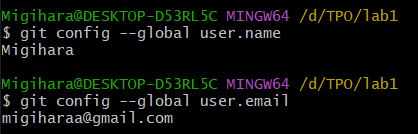 Migihara@DESKTOP-D53RL5C MINGW64 /d/TPO/lab1
$ git config --global user.name
Migihara
Migihara@DESKTOP-D53RL5C MINGW64 /d/TPO/lab1
$ git config --global user.email
migiharaa@gmail.com